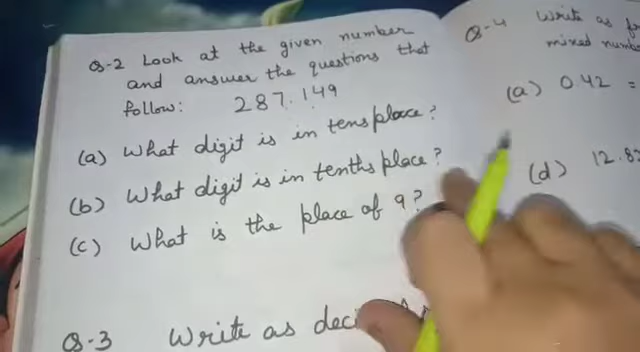 Q-2 Look at the given number
and answer the questions that
follow: 287.149
(a) What digit is in tens place?
(b) What digit is in tenths place?
(c) What is the place of 9?
Q-3 Write as
Q-4 Write as
mixed
(a) 0.42 =
(d) 12.8